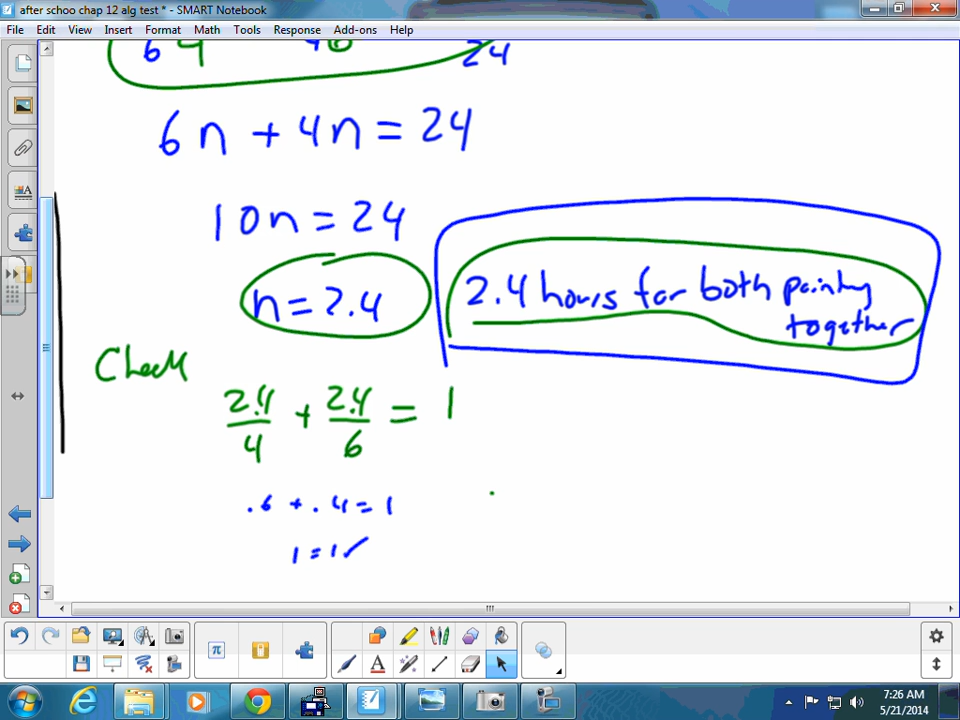 after schoo chap 12 alg test * - SMART Notebook
File Edit View Insert Format Math Tools Response Add-ons Help
24
6n + 4n = 24
10n = 24
n = 2.4
2.4 hours for both painting
together
Check
2.4/4 + 2.4/6 = 1
.6 + .4 = 1
1 = 1 ✓
π
A
7:26 AM
5/21/2014